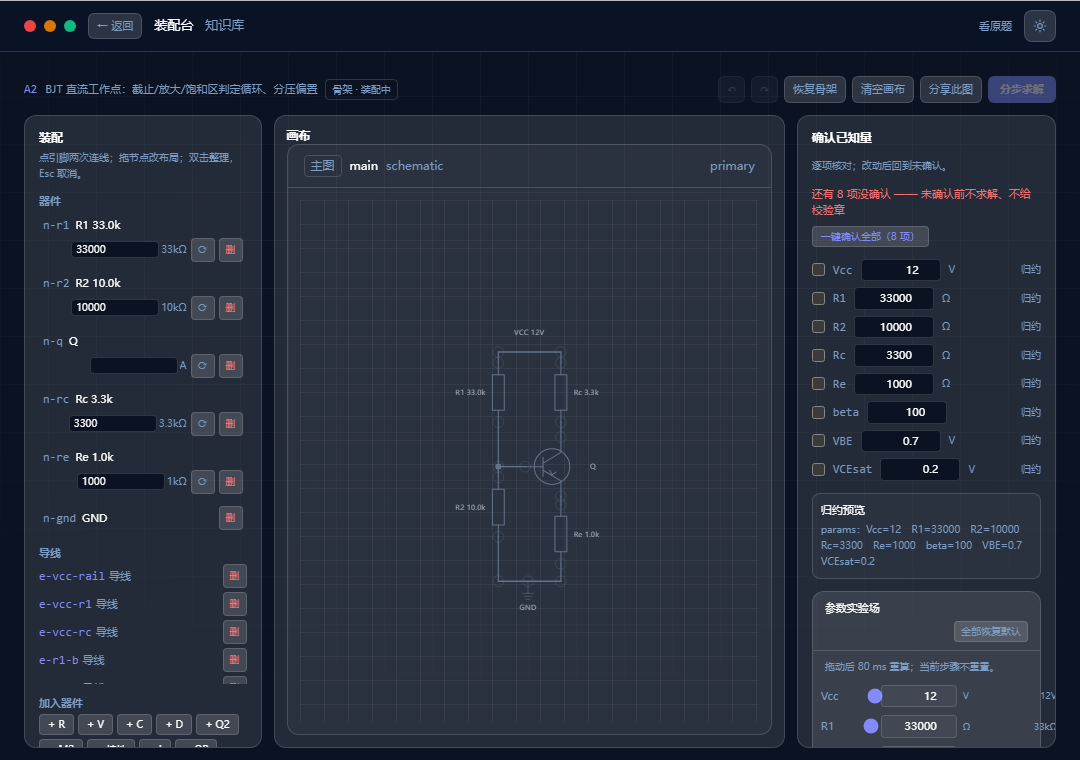 ← 返回 装配台 知识库 看原题
A2 BJT 直流工作点：截止/放大/饱和区判定循环、分压偏置 骨架 · 装配中 恢复骨架 清空画布 分享此图 分步求解
装配
点引脚两次连线；拖节点改布局；双击整理，
Esc 取消。
器件
n-r1 R1 33.0k
33000 33kΩ 删
n-r2 R2 10.0k
10000 10kΩ 删
n-q Q
A 删
n-rc Rc 3.3k
3300 3.3kΩ 删
n-re Re 1.0k
1000 1kΩ 删
n-gnd GND 删
导线
e-vcc-rail 导线 删
e-vcc-r1 导线 删
e-vcc-rc 导线 删
e-r1-b 导线 删
加入器件
+ R + V + C + D + Q2
画布
主图 main schematic primary
VCC 12V
R1 33.0k Rc 3.3k
Q
R2 10.0k
Re 1.0k
GND
确认已知量
逐项核对；改动后回到未确认。
还有 8 项没确认 —— 未确认前不求解、不给
校验章
一键确认全部（8 项）
Vcc 12 V 归约
R1 33000 Ω 归约
R2 10000 Ω 归约
Rc 3300 Ω 归约
Re 1000 Ω 归约
beta 100 归约
VBE 0.7 V 归约
VCEsat 0.2 V 归约
归约预览
params: Vcc=12 R1=33000 R2=10000
Rc=3300 Re=1000 beta=100 VBE=0.7
VCEsat=0.2
参数实验场
全部恢复默认
拖动后 80 ms 重算；当前步骤不重置。
Vcc 12 V 12V
R1 33000 Ω 33kΩ